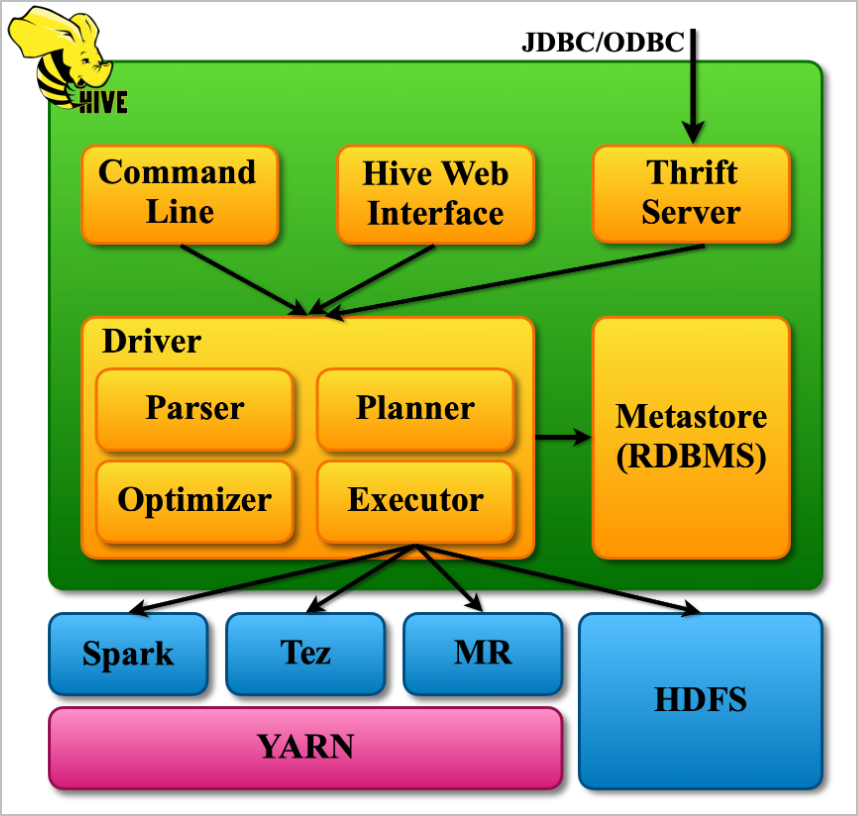 JDBC/ODBC
HIVE
Command
Line
Hive Web
Interface
Thrift
Server
Driver
Parser
Planner
Optimizer
Executor
Metastore
(RDBMS)
Spark
Tez
MR
HDFS
YARN